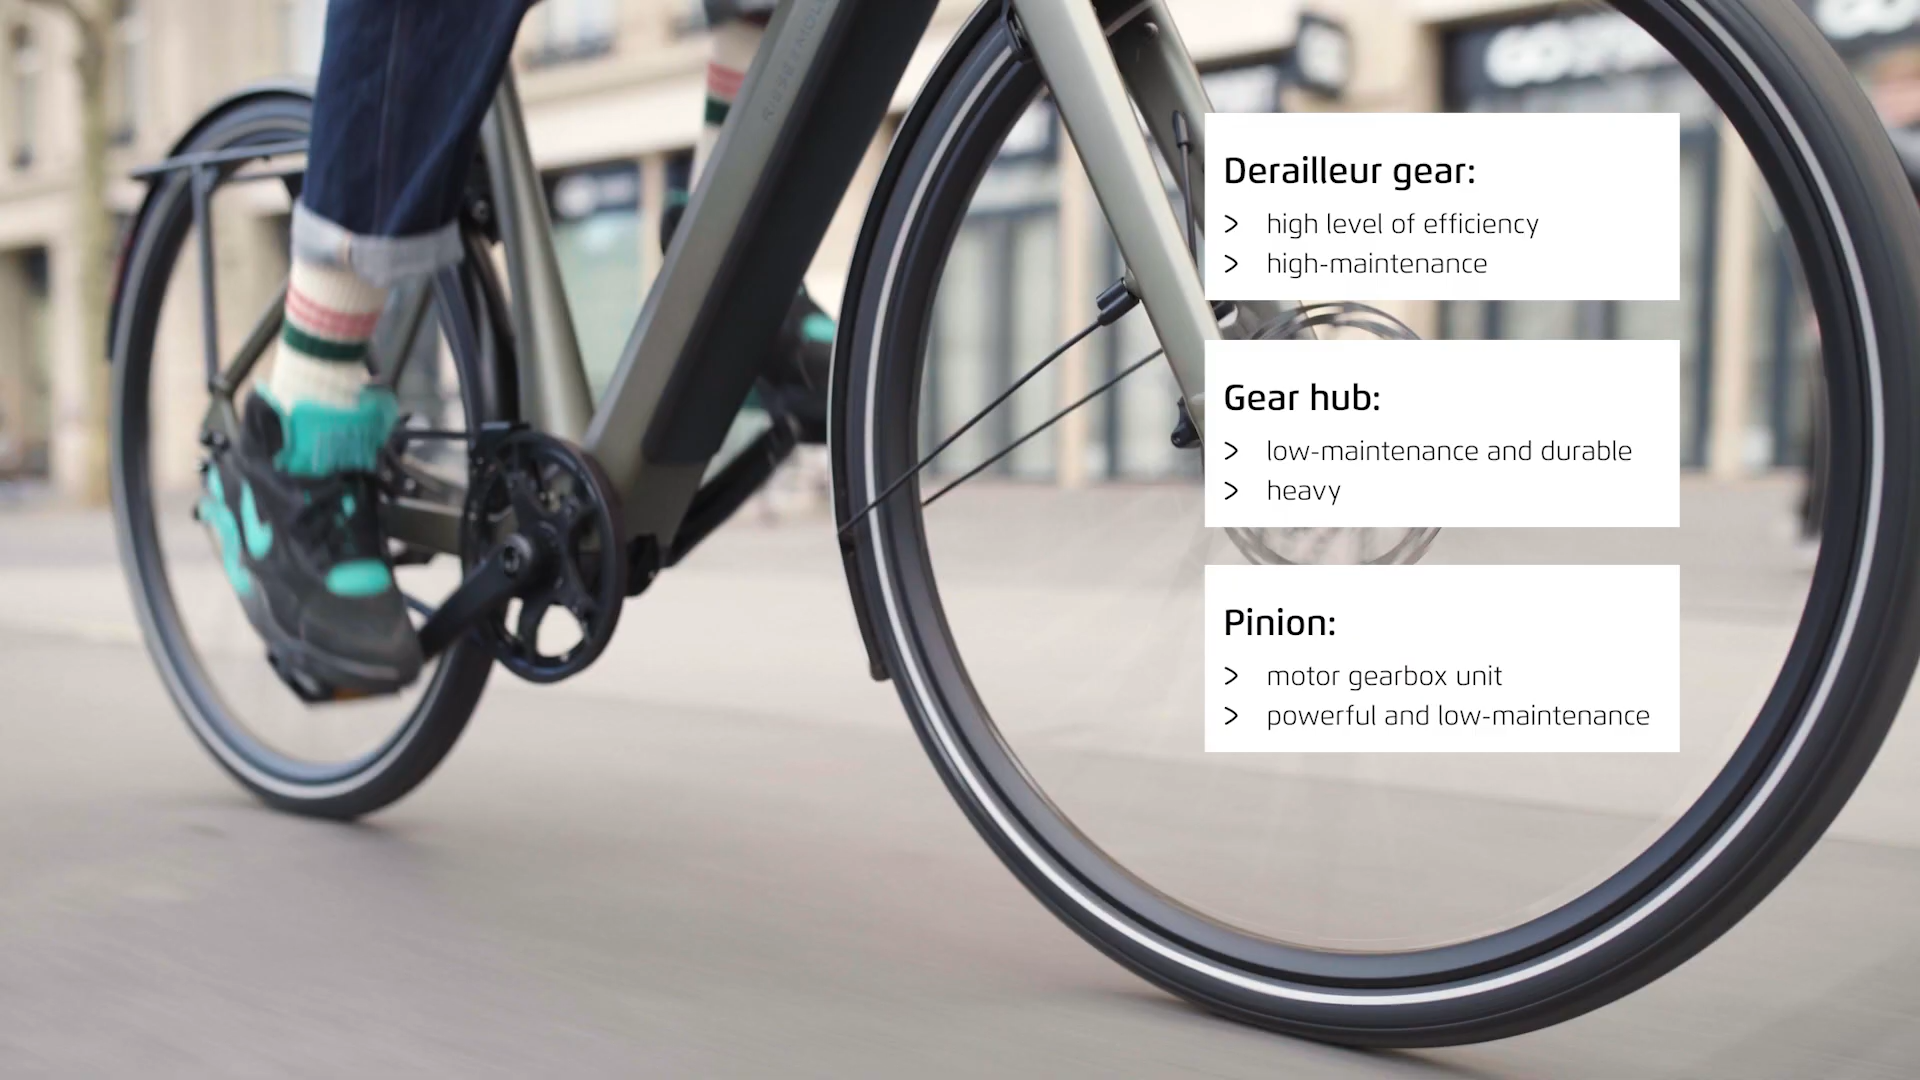 Derailleur gear:
> high level of efficiency
> high-maintenance
Gear hub:
> low-maintenance and durable
> heavy
Pinion:
> motor gearbox unit
> powerful and low-maintenance